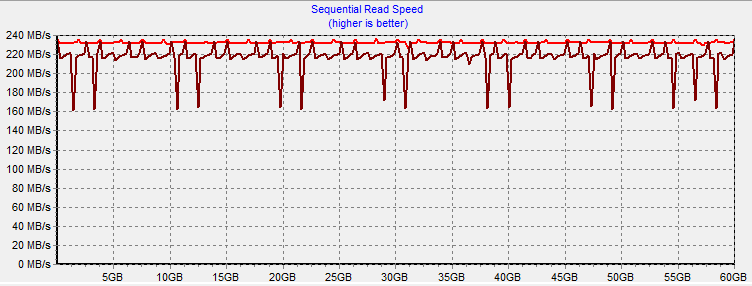 Sequential Read Speed
(higher is better)
240 MB/s
220 MB/s
200 MB/s
180 MB/s
160 MB/s
140 MB/s
120 MB/s
100 MB/s
80 MB/s
60 MB/s
40 MB/s
20 MB/s
0 MB/s
5GB 10GB 15GB 20GB 25GB 30GB 35GB 40GB 45GB 50GB 55GB 60GB